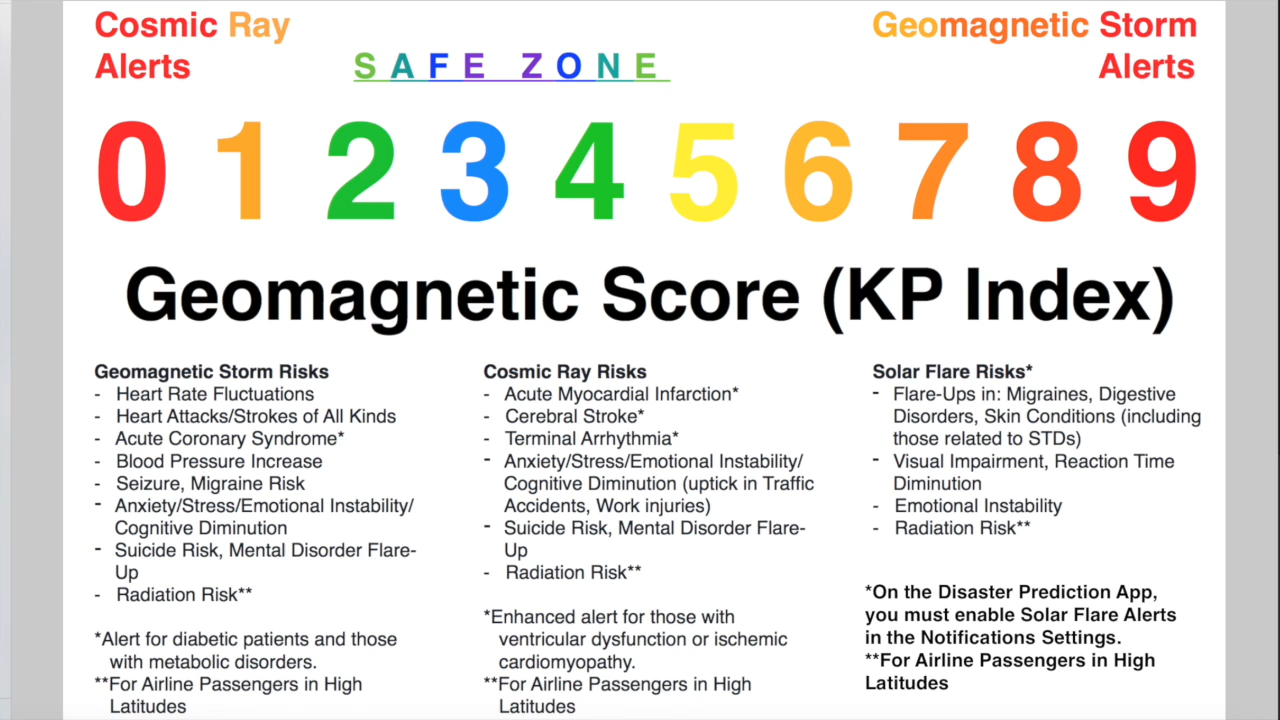 Cosmic Ray
Alerts
SAFE ZONE
Geomagnetic Storm
Alerts
0 1 2 3 4 5 6 7 8 9
Geomagnetic Score (KP Index)
Geomagnetic Storm Risks
- Heart Rate Fluctuations
- Heart Attacks/Strokes of All Kinds
- Acute Coronary Syndrome*
- Blood Pressure Increase
- Seizure, Migraine Risk
- Anxiety/Stress/Emotional Instability/
Cognitive Diminution
- Suicide Risk, Mental Disorder Flare-
Up
- Radiation Risk**
*Alert for diabetic patients and those
with metabolic disorders.
**For Airline Passengers in High
Latitudes
Cosmic Ray Risks
- Acute Myocardial Infarction*
- Cerebral Stroke*
- Terminal Arrhythmia*
- Anxiety/Stress/Emotional Instability/
Cognitive Diminution (uptick in Traffic
Accidents, Work injuries)
- Suicide Risk, Mental Disorder Flare-
Up
- Radiation Risk**
*Enhanced alert for those with
ventricular dysfunction or ischemic
cardiomyopathy.
**For Airline Passengers in High
Latitudes
Solar Flare Risks*
- Flare-Ups in: Migraines, Digestive
Disorders, Skin Conditions (including
those related to STDs)
- Visual Impairment, Reaction Time
Diminution
- Emotional Instability
- Radiation Risk**
*On the Disaster Prediction App,
you must enable Solar Flare Alerts
in the Notifications Settings.
**For Airline Passengers in High
Latitudes